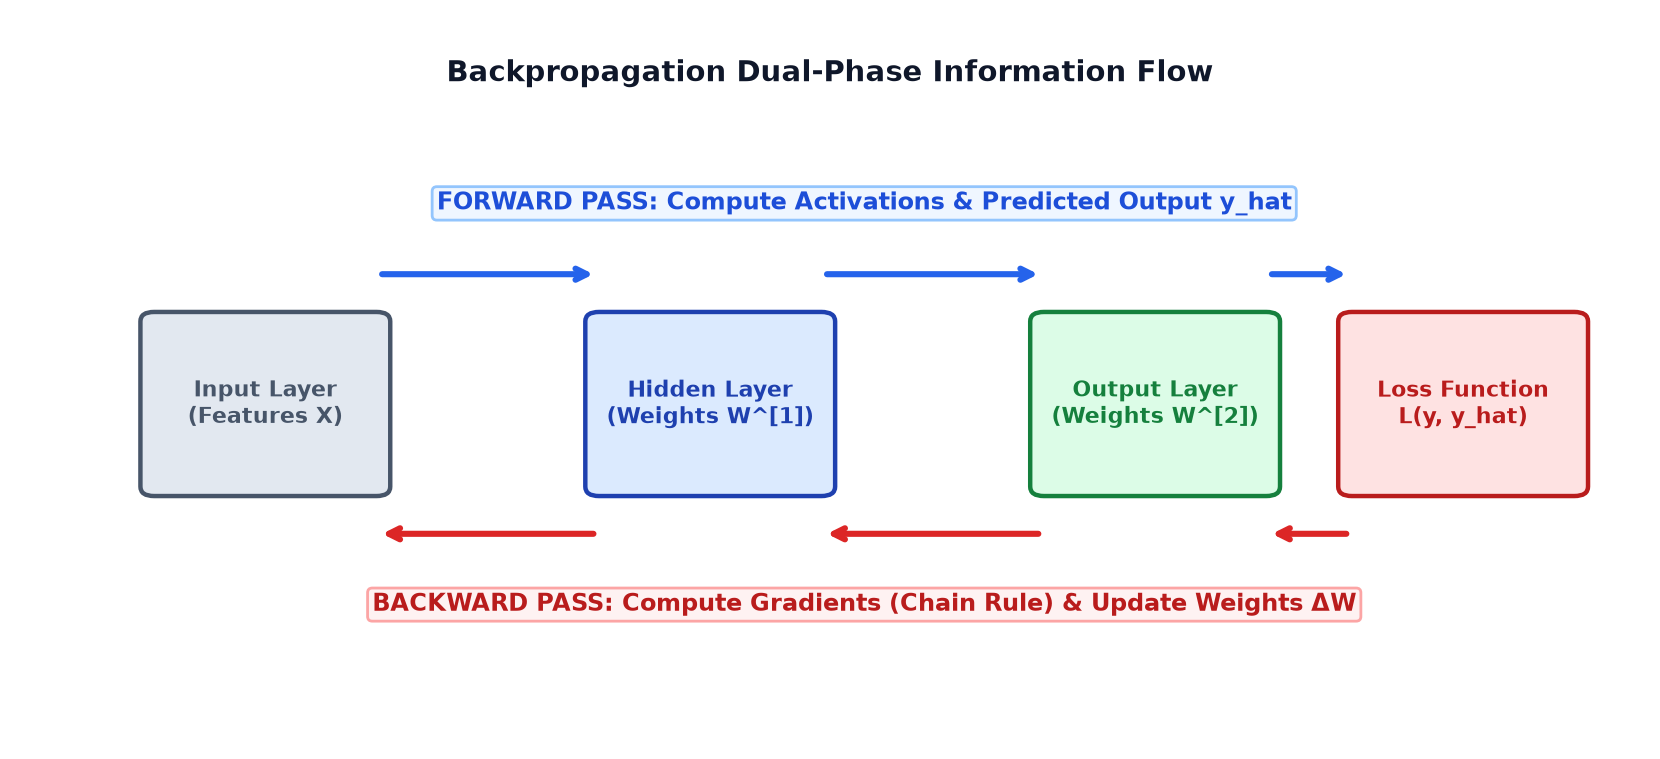 Backpropagation Dual-Phase Information Flow
FORWARD PASS: Compute Activations & Predicted Output y_hat
Input Layer
(Features X)
Hidden Layer
(Weights W^[1])
Output Layer
(Weights W^[2])
Loss Function
L(y, y_hat)
BACKWARD PASS: Compute Gradients (Chain Rule) & Update Weights ΔW